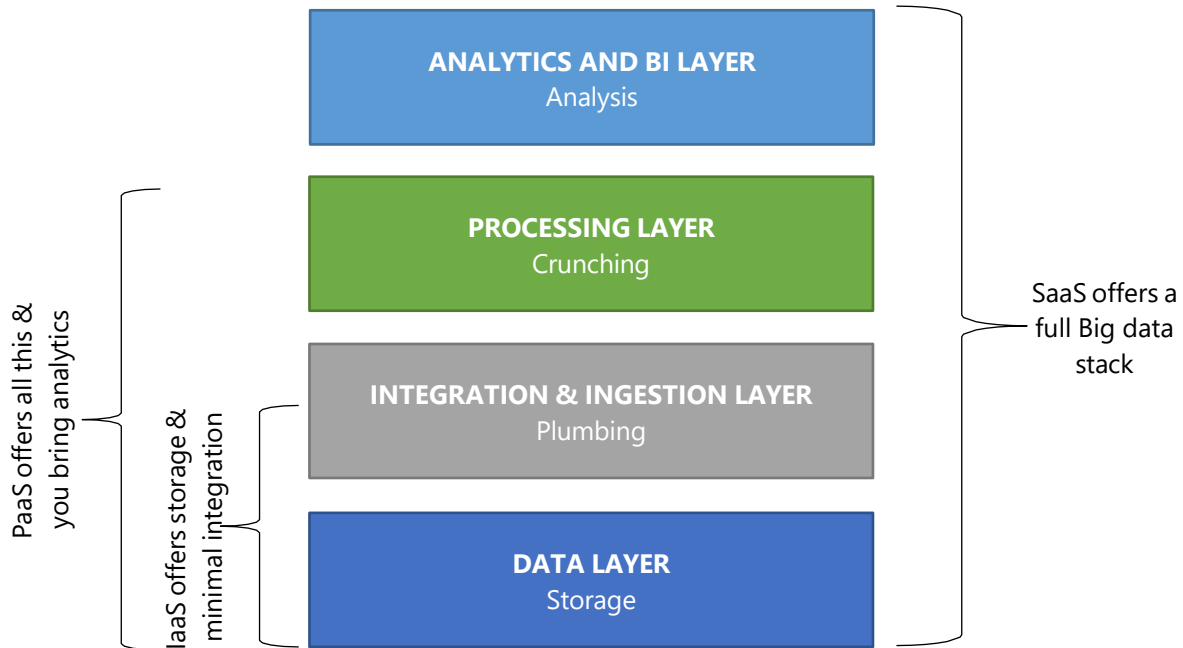 ANALYTICS AND BI LAYER
Analysis
PROCESSING LAYER
Crunching
INTEGRATION & INGESTION LAYER
Plumbing
DATA LAYER
Storage
PaaS offers all this &
you bring analytics
IaaS offers storage &
minimal integration
SaaS offers a
full Big data
stack